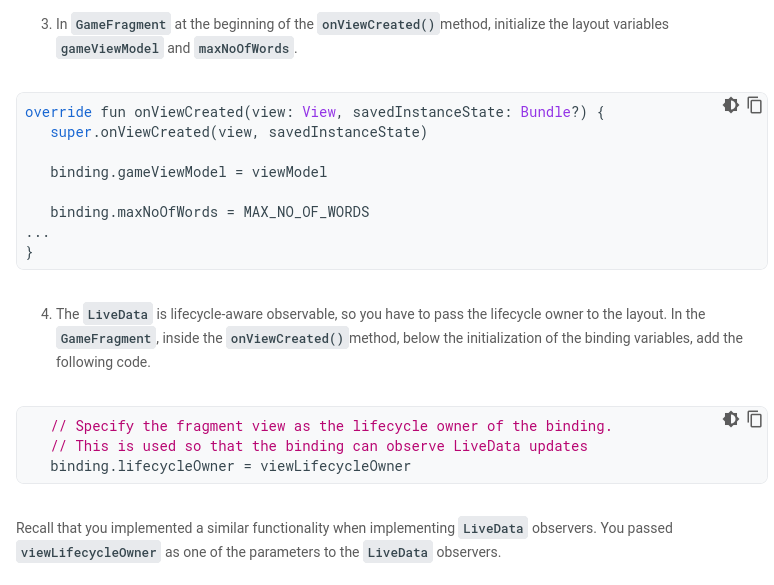 3. In GameFragment at the beginning of the onViewCreated() method, initialize the layout variables
gameViewModel and maxNoOfWords .
override fun onViewCreated(view: View, savedInstanceState: Bundle?) {
   super.onViewCreated(view, savedInstanceState)
   binding.gameViewModel = viewModel
   binding.maxNoOfWords = MAX_NO_OF_WORDS
...
}
4. The LiveData is lifecycle-aware observable, so you have to pass the lifecycle owner to the layout. In the
GameFragment , inside the onViewCreated() method, below the initialization of the binding variables, add the
following code.
   // Specify the fragment view as the lifecycle owner of the binding.
   // This is used so that the binding can observe LiveData updates
   binding.lifecycleOwner = viewLifecycleOwner
Recall that you implemented a similar functionality when implementing LiveData observers. You passed
viewLifecycleOwner as one of the parameters to the LiveData observers.